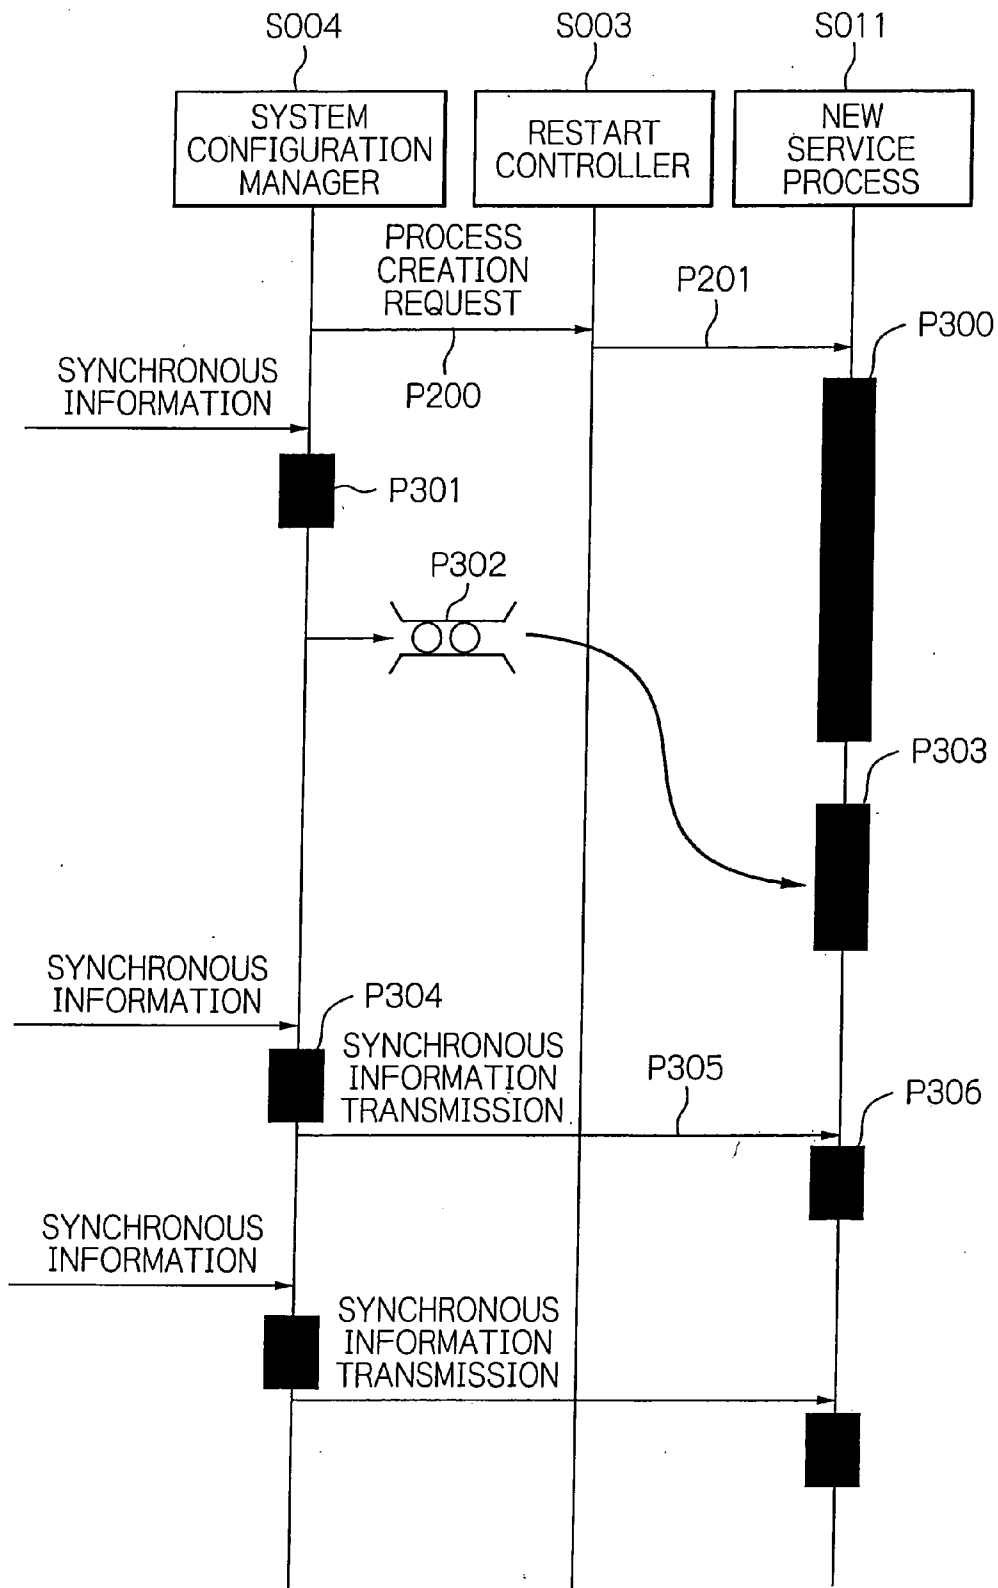 S004
S003
S011
SYSTEM
CONFIGURATION
MANAGER
RESTART
CONTROLLER
NEW
SERVICE
PROCESS
PROCESS
CREATION
REQUEST
P201
P300
SYNCHRONOUS
INFORMATION
P200
P301
P302
P303
SYNCHRONOUS
INFORMATION
P304
SYNCHRONOUS
INFORMATION
TRANSMISSION
P305
P306
SYNCHRONOUS
INFORMATION
SYNCHRONOUS
INFORMATION
TRANSMISSION